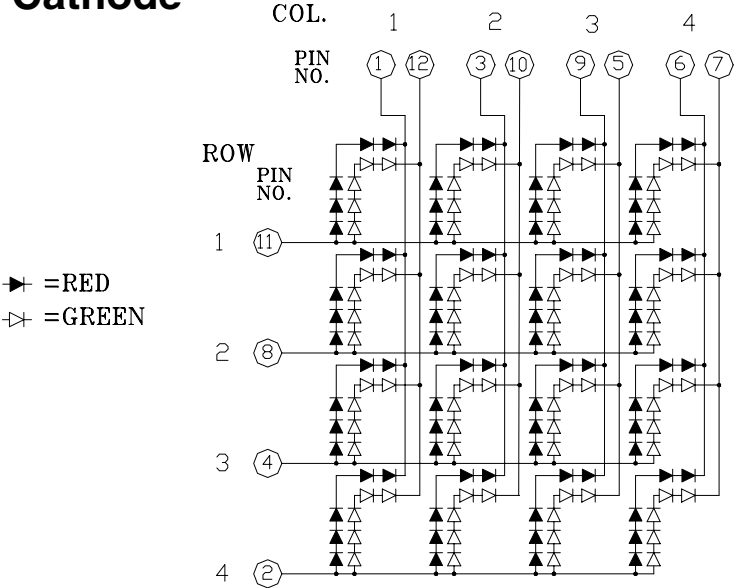 Cathode
COL. 1 2 3 4
PIN NO. 1 12 3 10 9 5 6 7
ROW PIN NO.
1 11
=RED
=GREEN
2 8
3 4
4 2